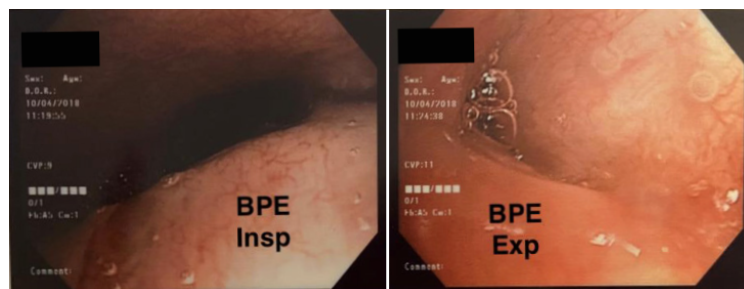 Sex: Age:
D.O.B.:
10/04/2018
11:19:55
CVP:9
0/1
Comment:
BPE
Insp
Sex: Age:
D.O.B.:
10/04/2018
11:24:38
CVP:11
0/1
Comment:
BPE
Exp